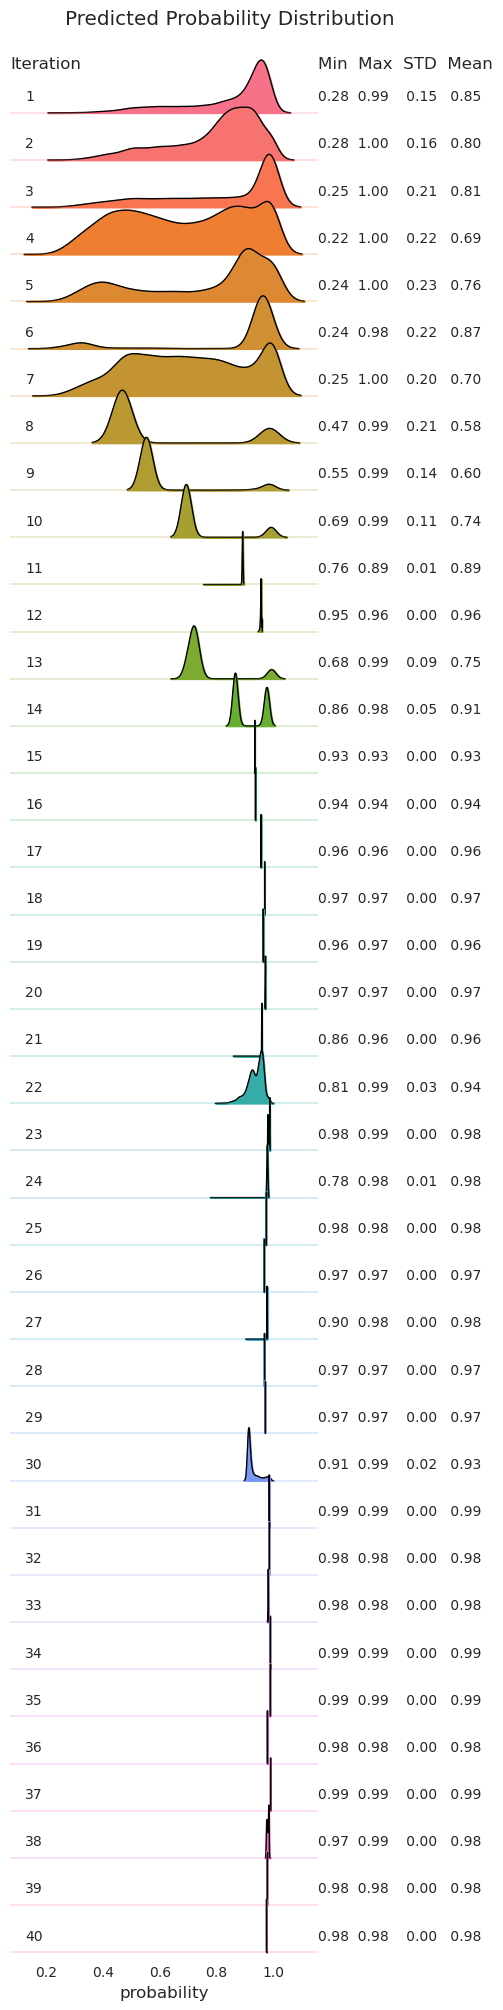 Predicted Probability Distribution
Iteration Min Max STD Mean
1 0.28 0.99 0.15 0.85
2 0.28 1.00 0.16 0.80
3 0.25 1.00 0.21 0.81
4 0.22 1.00 0.22 0.69
5 0.24 1.00 0.23 0.76
6 0.24 0.98 0.22 0.87
7 0.25 1.00 0.20 0.70
8 0.47 0.99 0.21 0.58
9 0.55 0.99 0.14 0.60
10 0.69 0.99 0.11 0.74
11 0.76 0.89 0.01 0.89
12 0.95 0.96 0.00 0.96
13 0.68 0.99 0.09 0.75
14 0.86 0.98 0.05 0.91
15 0.93 0.93 0.00 0.93
16 0.94 0.94 0.00 0.94
17 0.96 0.96 0.00 0.96
18 0.97 0.97 0.00 0.97
19 0.96 0.97 0.00 0.96
20 0.97 0.97 0.00 0.97
21 0.86 0.96 0.00 0.96
22 0.81 0.99 0.03 0.94
23 0.98 0.99 0.00 0.98
24 0.78 0.98 0.01 0.98
25 0.98 0.98 0.00 0.98
26 0.97 0.97 0.00 0.97
27 0.90 0.98 0.00 0.98
28 0.97 0.97 0.00 0.97
29 0.97 0.97 0.00 0.97
30 0.91 0.99 0.02 0.93
31 0.99 0.99 0.00 0.99
32 0.98 0.98 0.00 0.98
33 0.98 0.98 0.00 0.98
34 0.99 0.99 0.00 0.99
35 0.99 0.99 0.00 0.99
36 0.98 0.98 0.00 0.98
37 0.99 0.99 0.00 0.99
38 0.97 0.99 0.00 0.98
39 0.98 0.98 0.00 0.98
40 0.98 0.98 0.00 0.98
0.2 0.4 0.6 0.8 1.0
probability